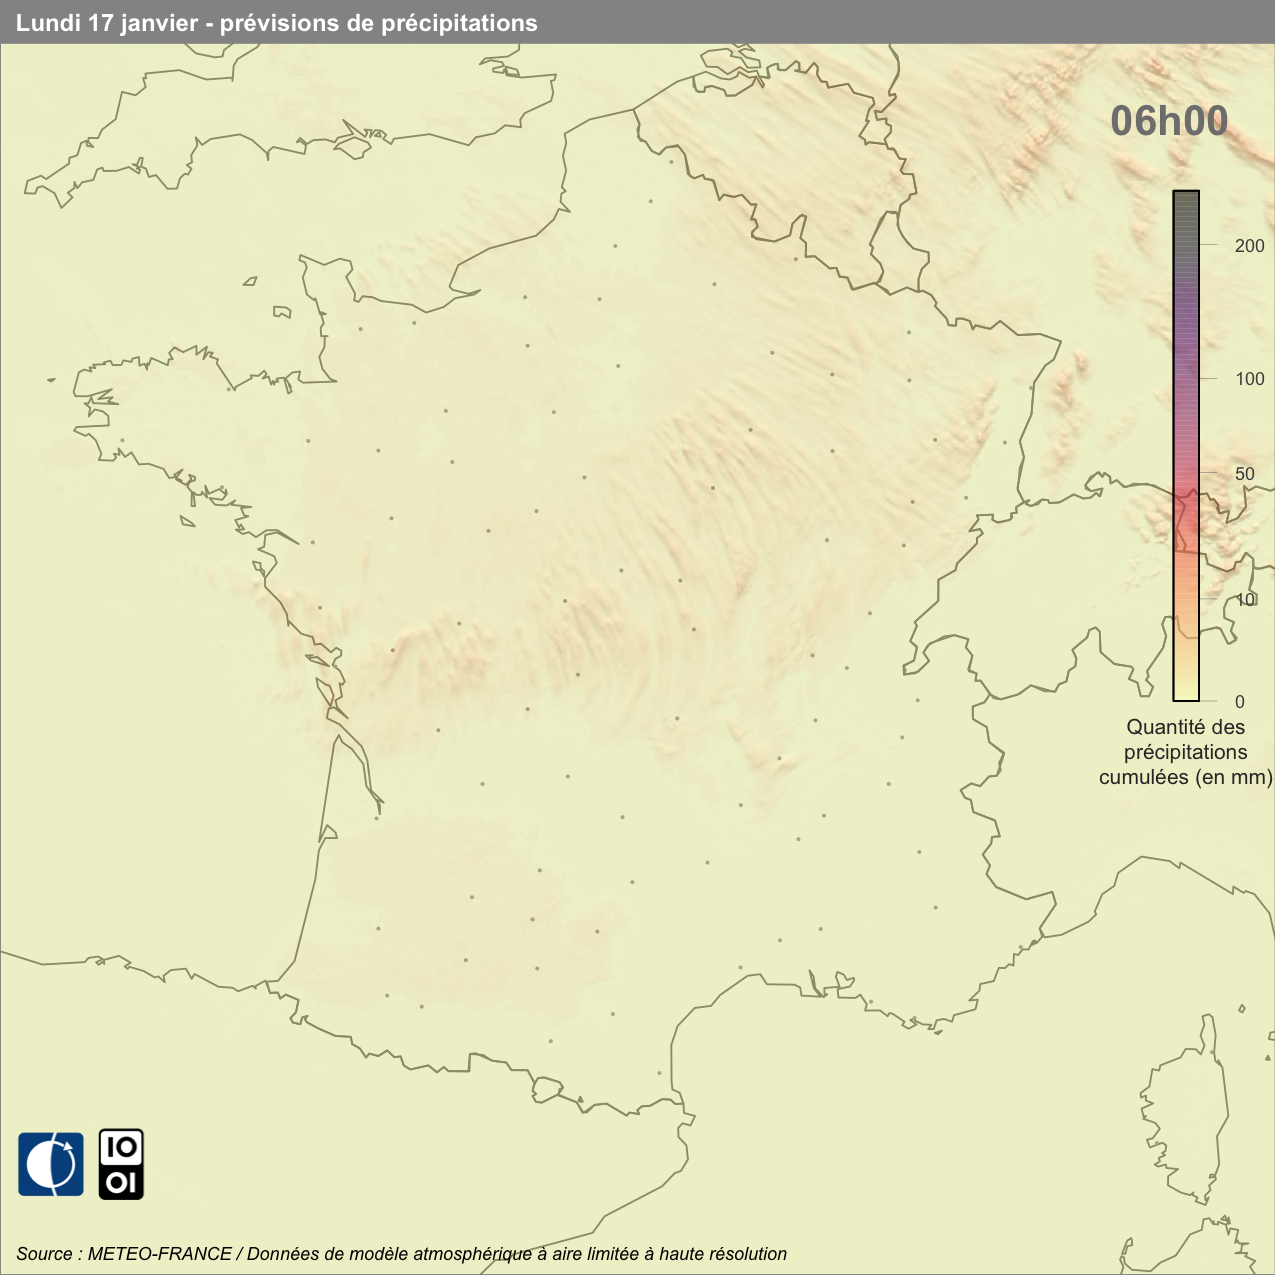 Lundi 17 janvier - prévisions de précipitations
06h00
200
100
50
10
0
Quantité des
précipitations
cumulées (en mm)
IO
OI
Source : METEO-FRANCE / Données de modèle atmosphérique à aire limitée à haute résolution